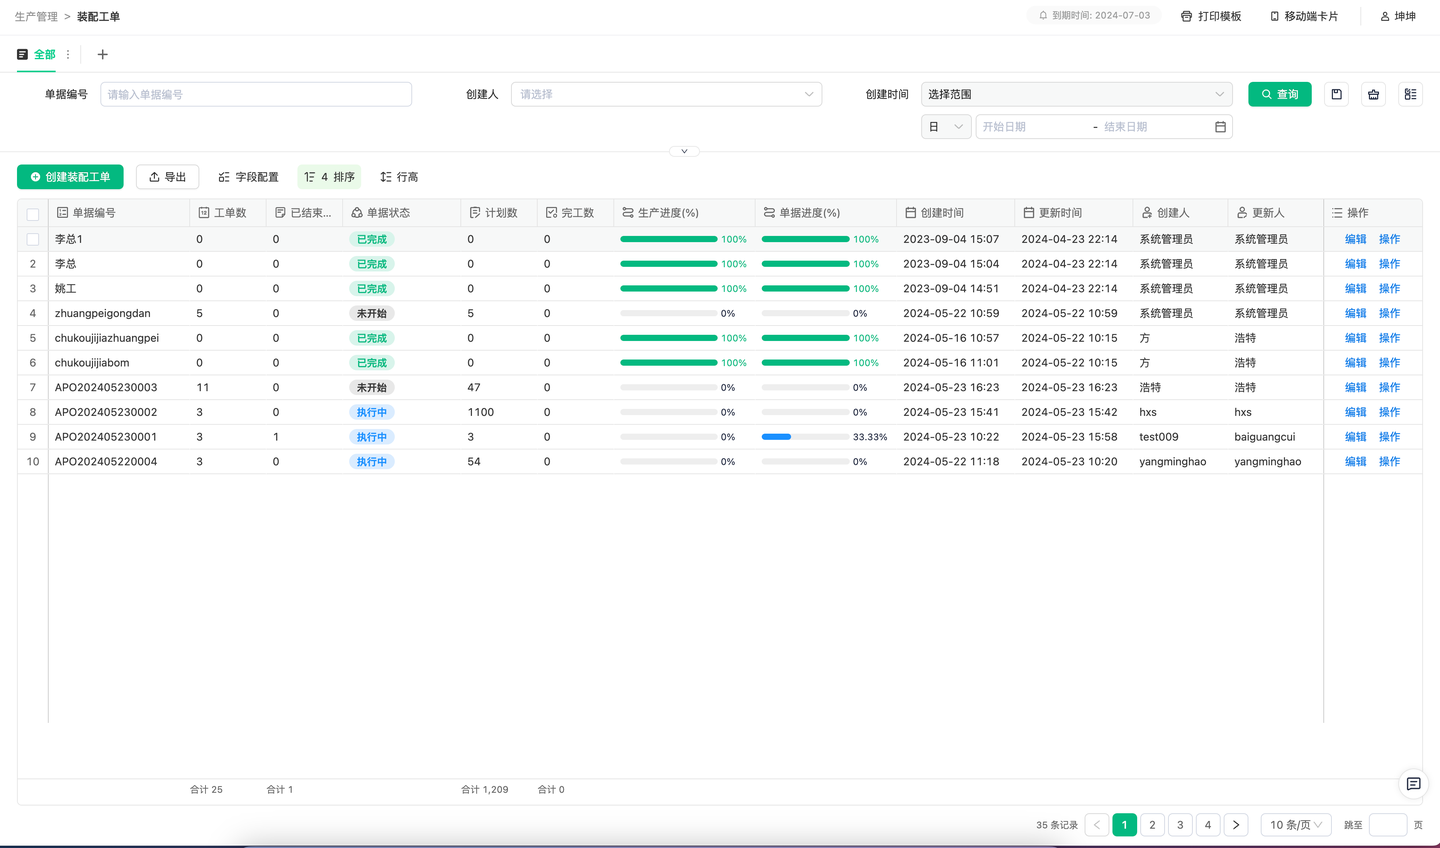 生产管理 > 装配工单 到期时间: 2024-07-03 打印模板 移动端卡片 坤坤
全部
单据编号 请输入单据编号 创建人 请选择 创建时间 选择范围 查询
日 开始日期 - 结束日期
创建装配工单 导出 字段配置 4 排序 行高
单据编号 工单数 已结束... 单据状态 计划数 完工数 生产进度(%) 单据进度(%) 创建时间 更新时间 创建人 更新人 操作
李总1 0 0 已完成 0 0 100% 100% 2023-09-04 15:07 2024-04-23 22:14 系统管理员 系统管理员 编辑 操作
2 李总 0 0 已完成 0 0 100% 100% 2023-09-04 15:04 2024-04-23 22:14 系统管理员 系统管理员 编辑 操作
3 姚工 0 0 已完成 0 0 100% 100% 2023-09-04 14:51 2024-04-23 22:14 系统管理员 系统管理员 编辑 操作
4 zhuangpeigongdan 5 0 未开始 5 0 0% 0% 2024-05-22 10:59 2024-05-22 10:59 系统管理员 系统管理员 编辑 操作
5 chukoujijiazhuangpei 0 0 已完成 0 0 100% 100% 2024-05-16 10:57 2024-05-22 10:15 方 浩特 编辑 操作
6 chukoujijiabom 0 0 已完成 0 0 100% 100% 2024-05-16 11:01 2024-05-22 10:15 方 浩特 编辑 操作
7 APO202405230003 11 0 未开始 47 0 0% 0% 2024-05-23 16:23 2024-05-23 16:23 浩特 浩特 编辑 操作
8 APO202405230002 3 0 执行中 1100 0 0% 0% 2024-05-23 15:41 2024-05-23 15:42 hxs hxs 编辑 操作
9 APO202405230001 3 1 执行中 3 0 0% 33.33% 2024-05-23 10:22 2024-05-23 15:58 test009 baiguangcui 编辑 操作
10 APO202405220004 3 0 执行中 54 0 0% 0% 2024-05-22 11:18 2024-05-23 10:20 yangminghao yangminghao 编辑 操作
合计 25 合计 1 合计 1,209 合计 0
35 条记录 < 1 2 3 4 > 10 条/页 跳至 页